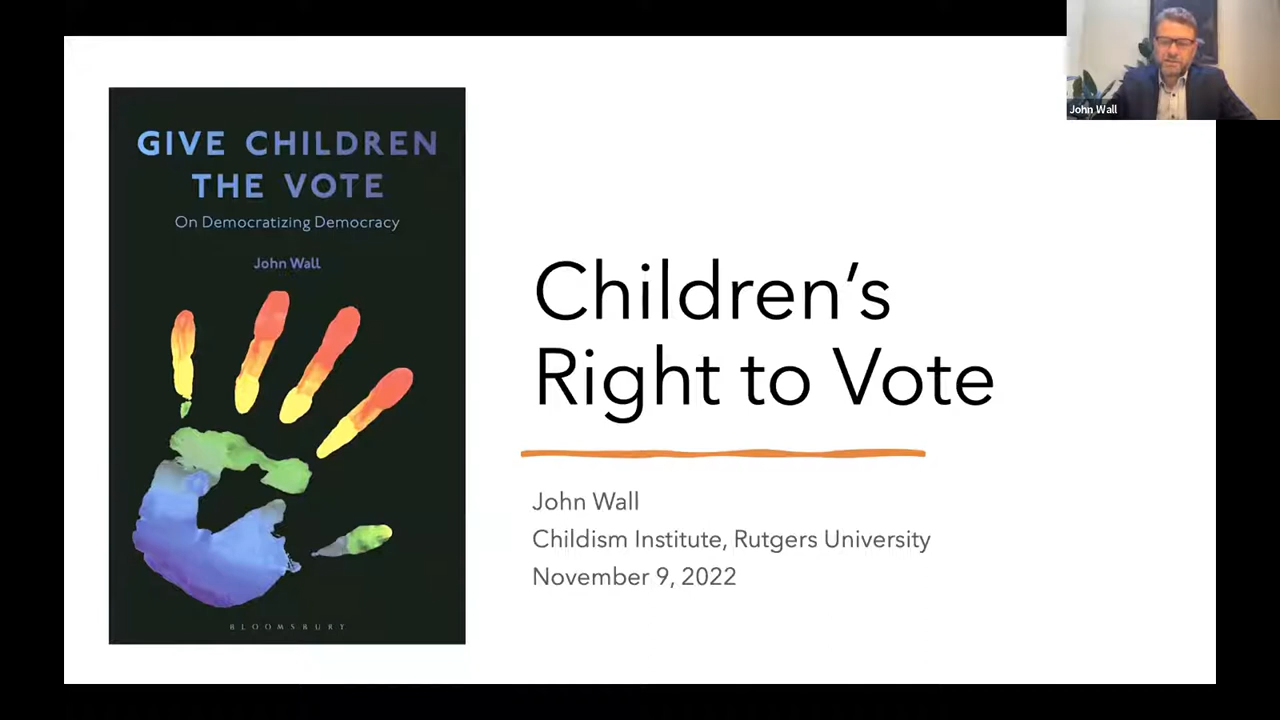 GIVE CHILDREN
THE VOTE
On Democratizing Democracy
John Wall
BLOOMSBURY
Children's
Right to Vote
John Wall
Childism Institute, Rutgers University
November 9, 2022
John Wall